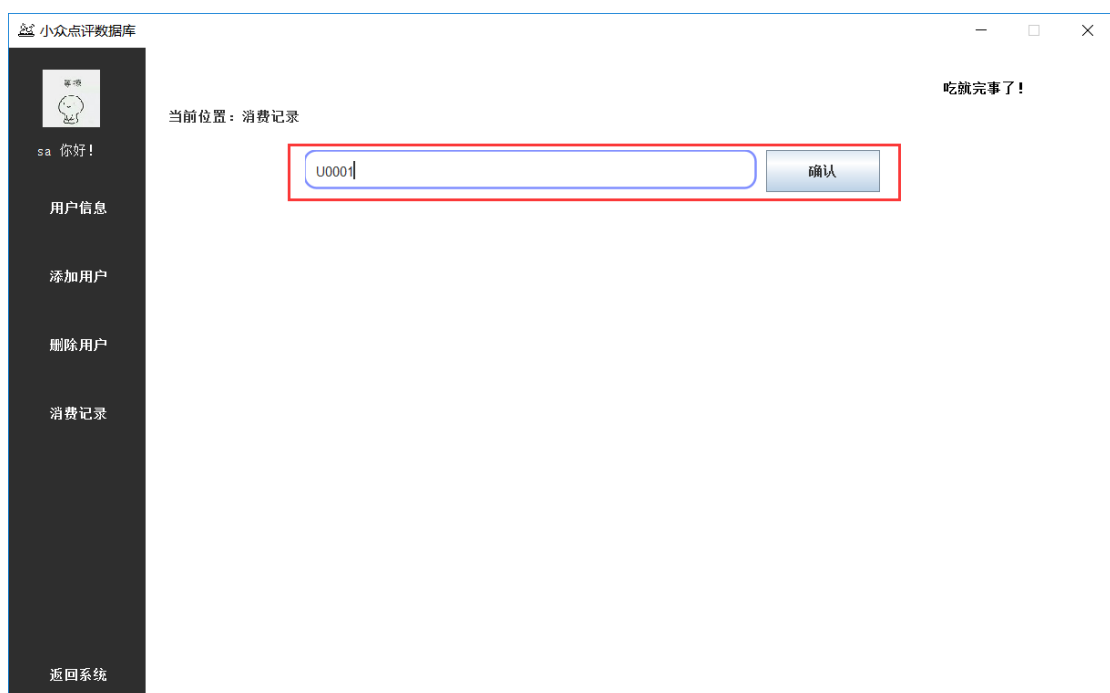 小众点评数据库
吃就完事了!
当前位置:消费记录
sa 你好!
U0001
确认
用户信息
添加用户
删除用户
消费记录
返回系统